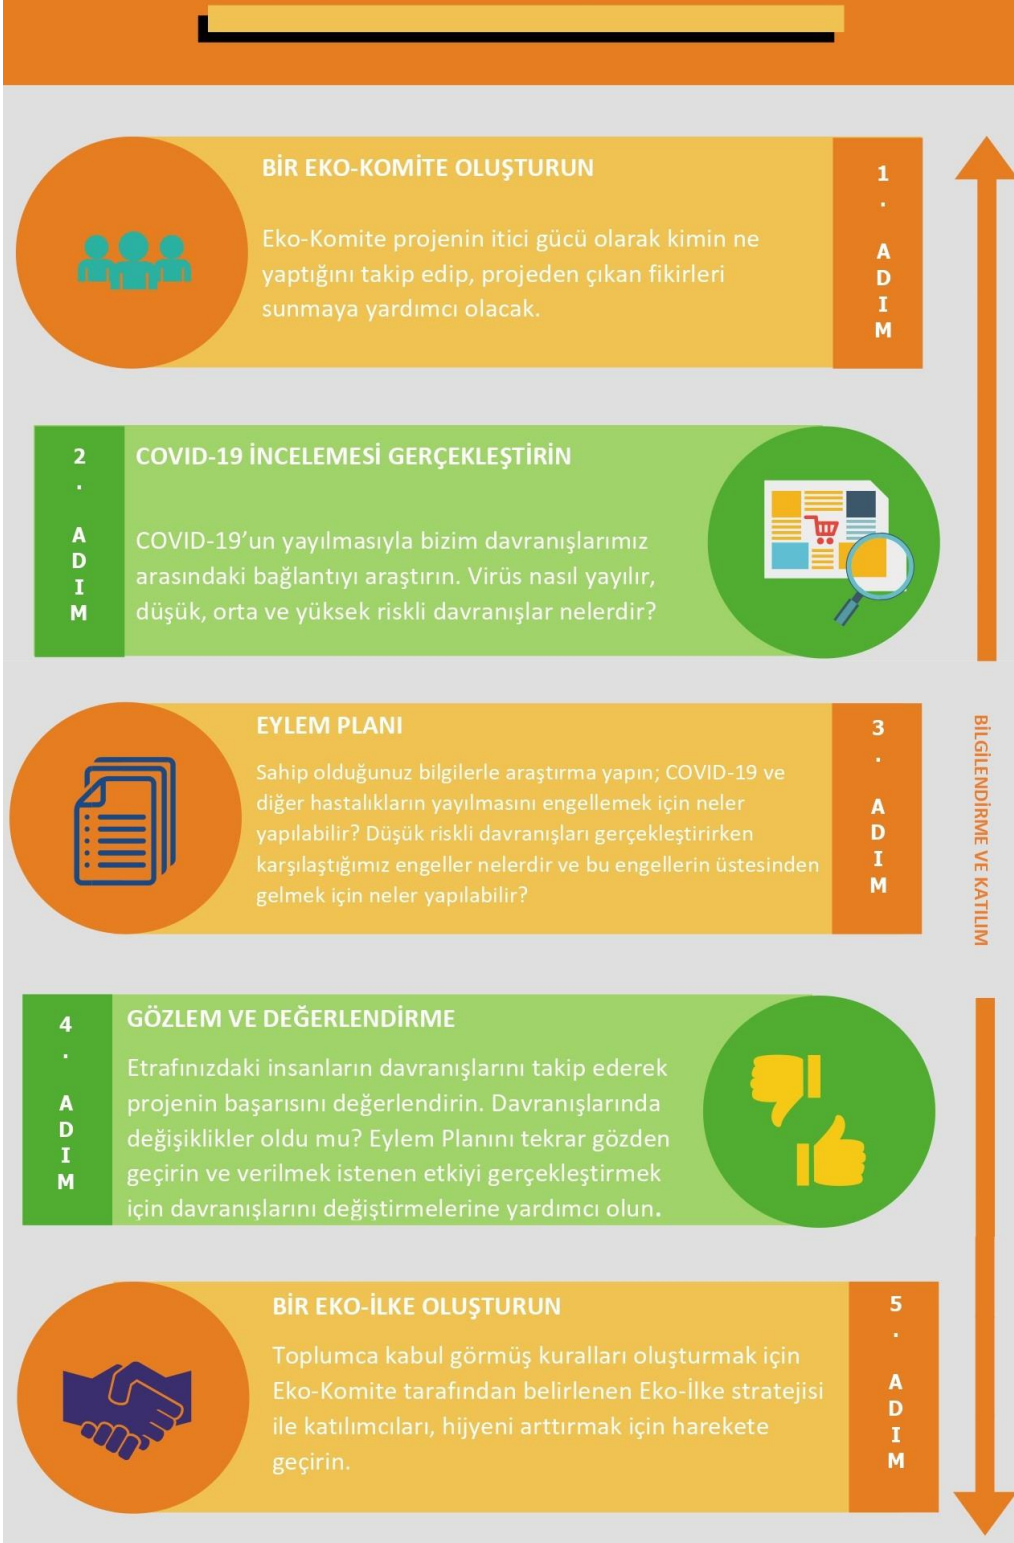 BİR EKO-KOMİTE OLUŞTURUN
Eko-Komite projenin itici gücü olarak kimin ne
yaptığını takip edip, projeden çıkan fikirleri
sunmaya yardımcı olacak.
1. ADIM
2. ADIM
COVID-19 İNCELEMESİ GERÇEKLEŞTİRİN
COVID-19’un yayılmasıyla bizim davranışlarımız
arasındaki bağlantıyı araştırın. Virüs nasıl yayılır,
düşük, orta ve yüksek riskli davranışlar nelerdir?
EYLEM PLANI
Sahip olduğunuz bilgilerle araştırma yapın; COVID-19 ve
diğer hastalıkların yayılmasını engellemek için neler
yapılabilir? Düşük riskli davranışları gerçekleştirirken
karşılaştığımız engeller nelerdir ve bu engellerin üstesinden
gelmek için neler yapılabilir?
3. ADIM
BİLGİLENDİRME VE KATILIM
4. ADIM
GÖZLEM VE DEĞERLENDİRME
Etrafınızdaki insanların davranışlarını takip ederek
projenin başarısını değerlendirin. Davranışlarında
değişiklikler oldu mu? Eylem Planını tekrar gözden
geçirin ve verilmek istenen etkiyi gerçekleştirmek
için davranışlarını değiştirmelerine yardımcı olun.
BİR EKO-İLKE OLUŞTURUN
Toplumca kabul görmüş kuralları oluşturmak için
Eko-Komite tarafından belirlenen Eko-İlke stratejisi
ile katılımcıları, hijyeni arttırmak için harekete
geçirin.
5. ADIM